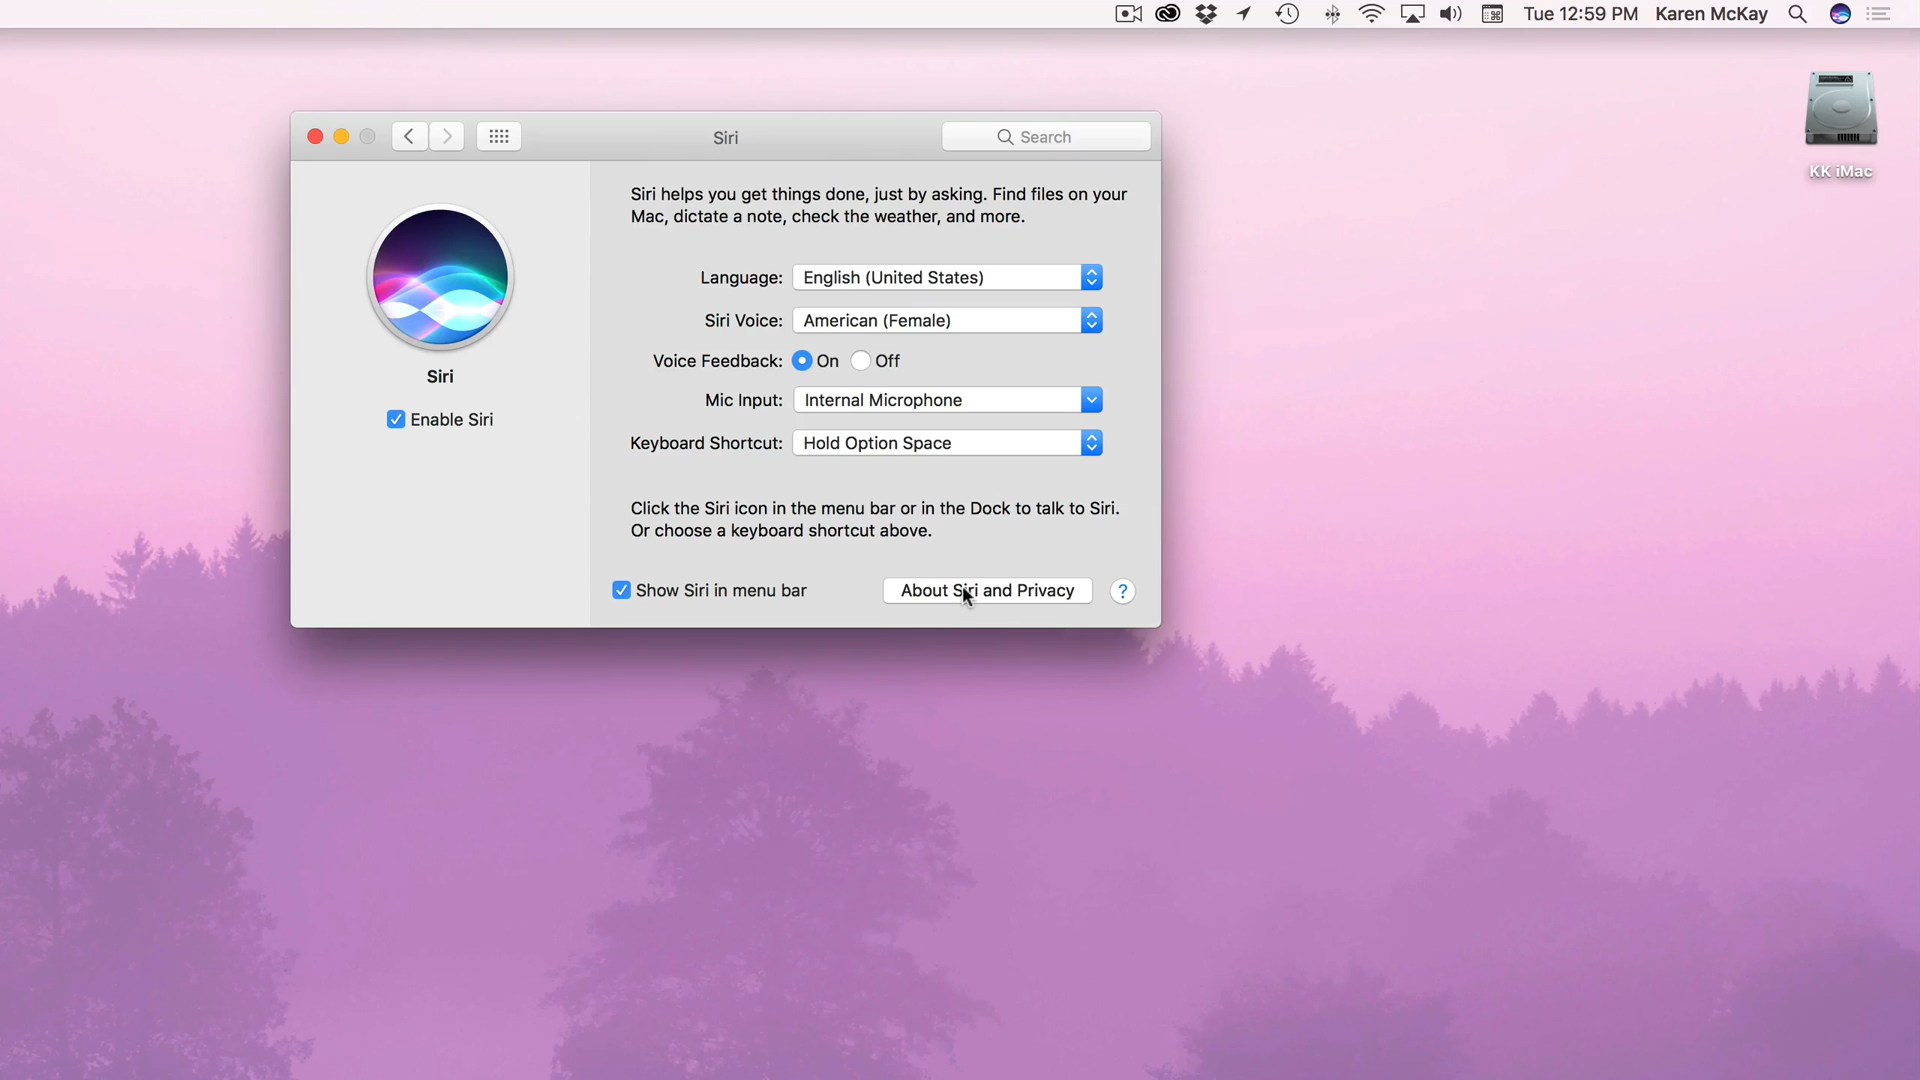 Tue 12:59 PM Karen McKay
KK iMac
Siri
Search
Siri helps you get things done, just by asking. Find files on your
Mac, dictate a note, check the weather, and more.
Language: English (United States)
Siri Voice: American (Female)
Voice Feedback: On Off
Siri
Mic Input: Internal Microphone
Enable Siri
Keyboard Shortcut: Hold Option Space
Click the Siri icon in the menu bar or in the Dock to talk to Siri.
Or choose a keyboard shortcut above.
Show Siri in menu bar
About Siri and Privacy
?